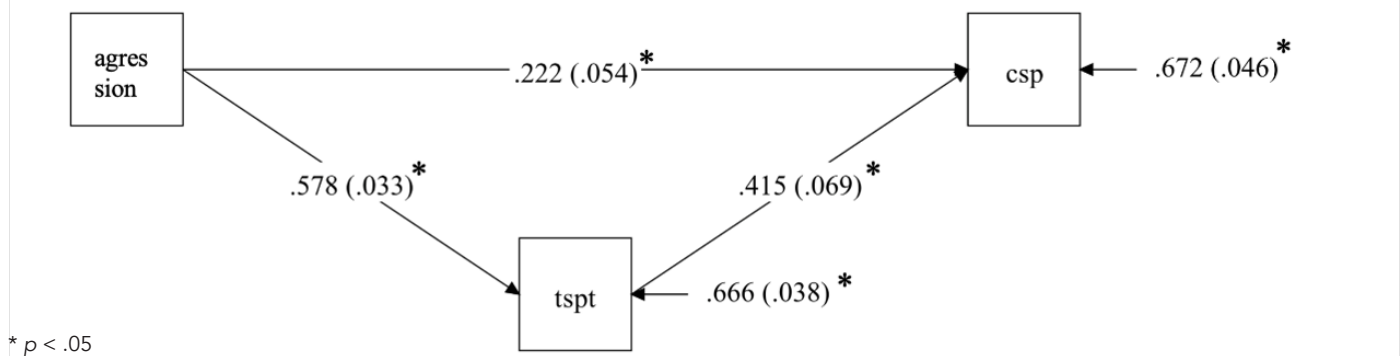 agres
sion
.222 (.054)*
csp
.672 (.046)*
.578 (.033)*
.415 (.069)*
tspt
.666 (.038) *
* p < .05